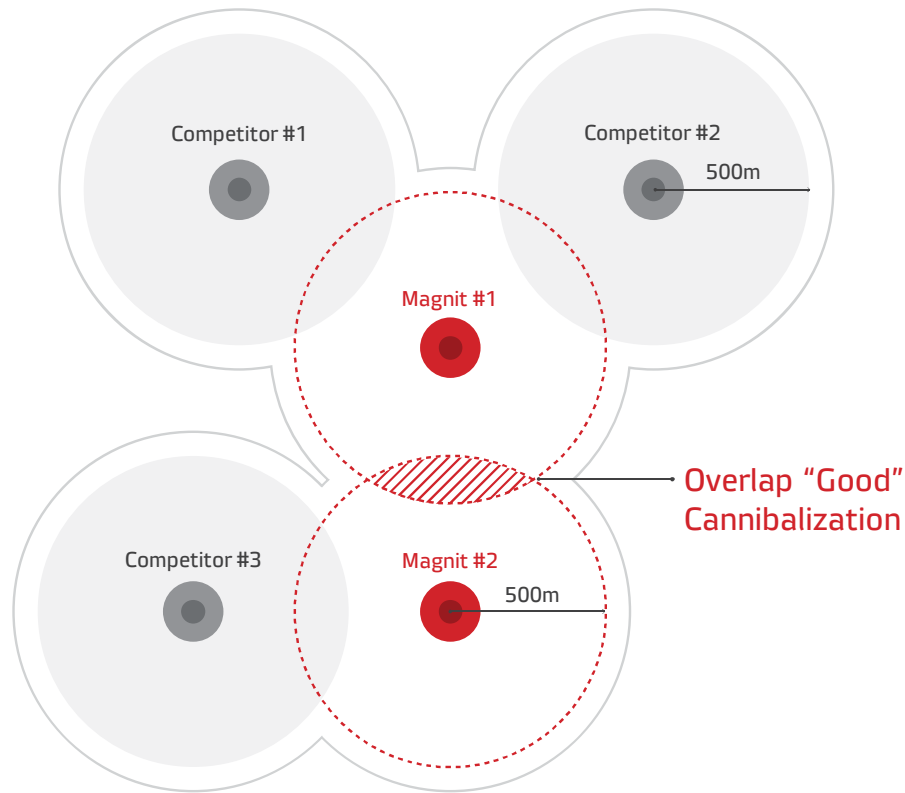 Competitor #1
Competitor #2
500m
Magnit #1
Overlap “Good”
Cannibalization
Competitor #3
Magnit #2
500m